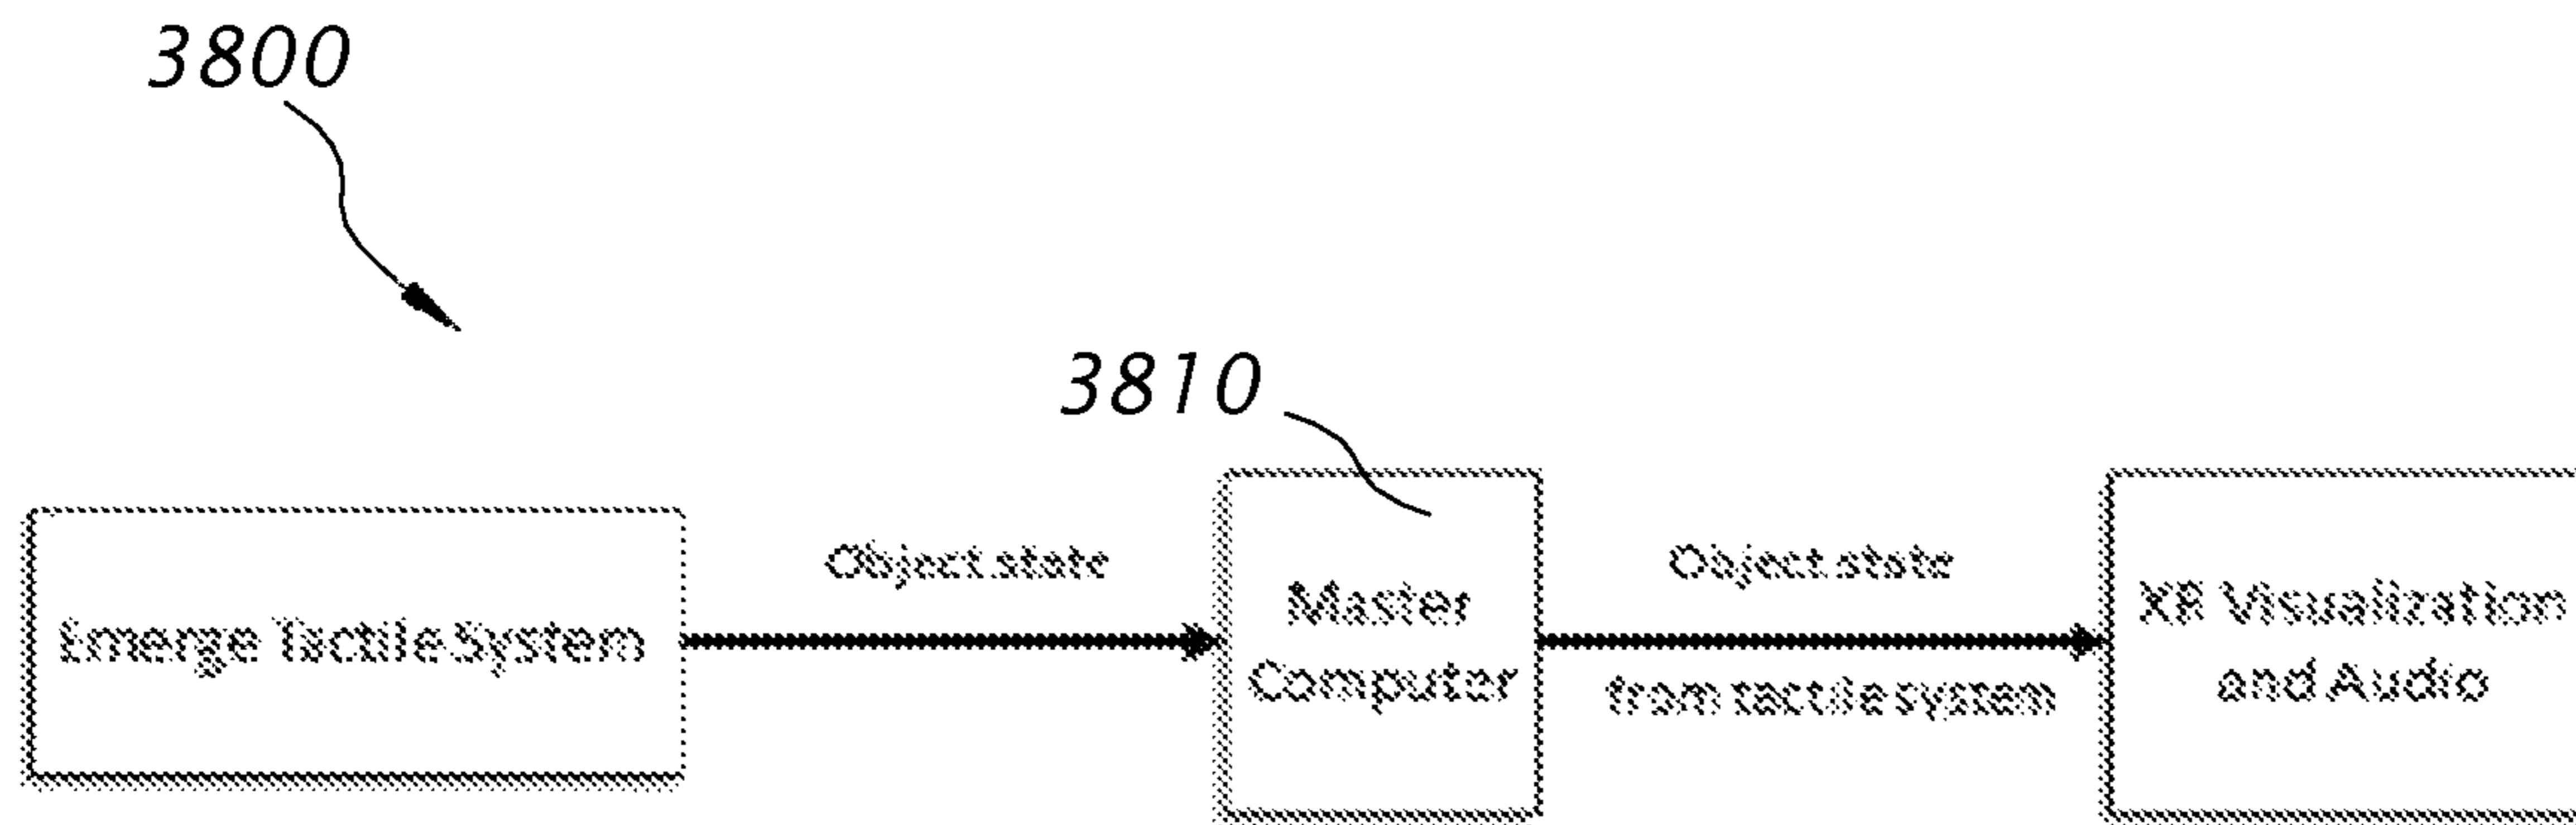 3800
3810
Emerge Tactile System
Object state
Master
Computer
Object state
from tactile system
XR Visualization
and Audio